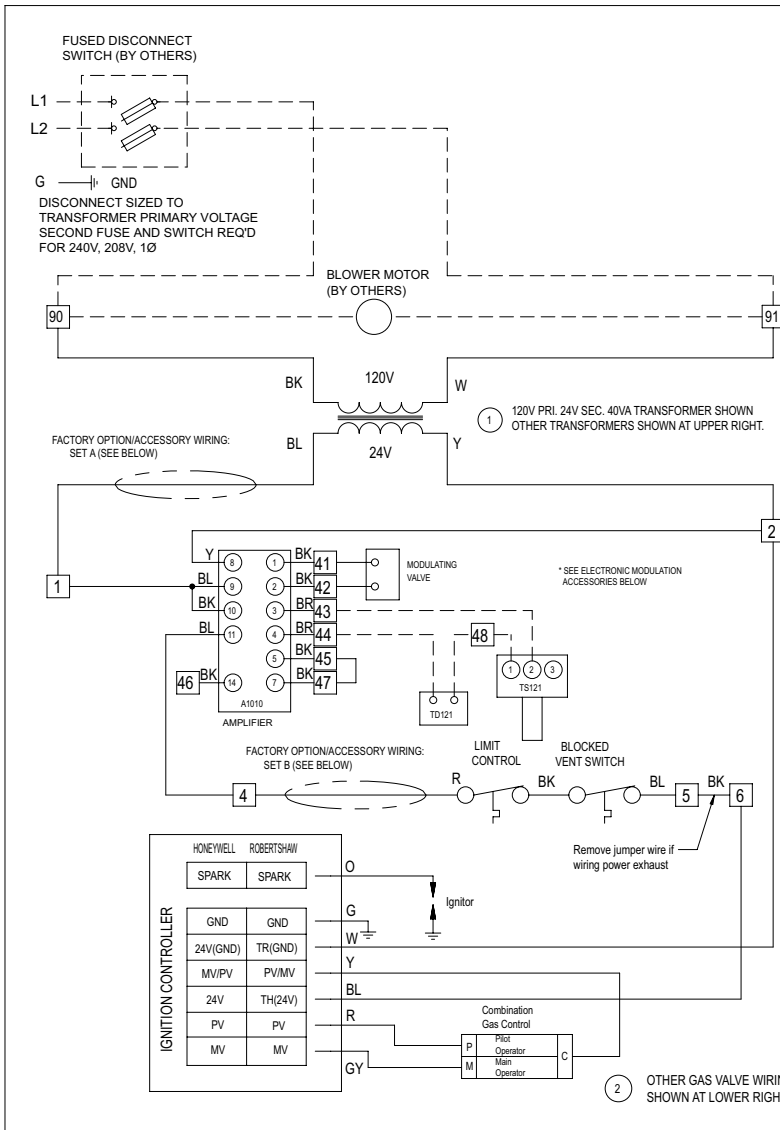 FUSED DISCONNECT
SWITCH (BY OTHERS)
L1
L2
G
GND
DISCONNECT SIZED TO
TRANSFORMER PRIMARY VOLTAGE
SECOND FUSE AND SWITCH REQ'D
FOR 240V, 208V, 1Ø
BLOWER MOTOR
(BY OTHERS)
90
91
BK
120V
W
1
120V PRI. 24V SEC. 40VA TRANSFORMER SHOWN
OTHER TRANSFORMERS SHOWN AT UPPER RIGHT.
FACTORY OPTION/ACCESSORY WIRING:
SET A (SEE BELOW)
BL
24V
Y
2
1
Y 8 1 BK 41
BL 9 2 BK 42
BK 10 3 BR 43
BL 11 4 BR 44
5 BK 45
46 BK 14 7 BK 47
A1010
AMPLIFIER
MODULATING
VALVE
* SEE ELECTRONIC MODULATION
ACCESSORIES BELOW
48
1 2 3
TS121
TD121
FACTORY OPTION/ACCESSORY WIRING:
SET B (SEE BELOW)
LIMIT
CONTROL
BLOCKED
VENT SWITCH
4
R
BK
BL
5
BK
6
Remove jumper wire if
wiring power exhaust
IGNITION CONTROLLER
HONEYWELL ROBERTSHAW
SPARK SPARK O
Ignitor
GND GND G
24V(GND) TR(GND) W
MV/PV PV/MV Y
24V TH(24V) BL
PV PV R
MV MV GY
Combination
Gas Control
P Pilot
Operator
M Main
Operator
C
2
OTHER GAS VALVE WIRIN
SHOWN AT LOWER RIGH